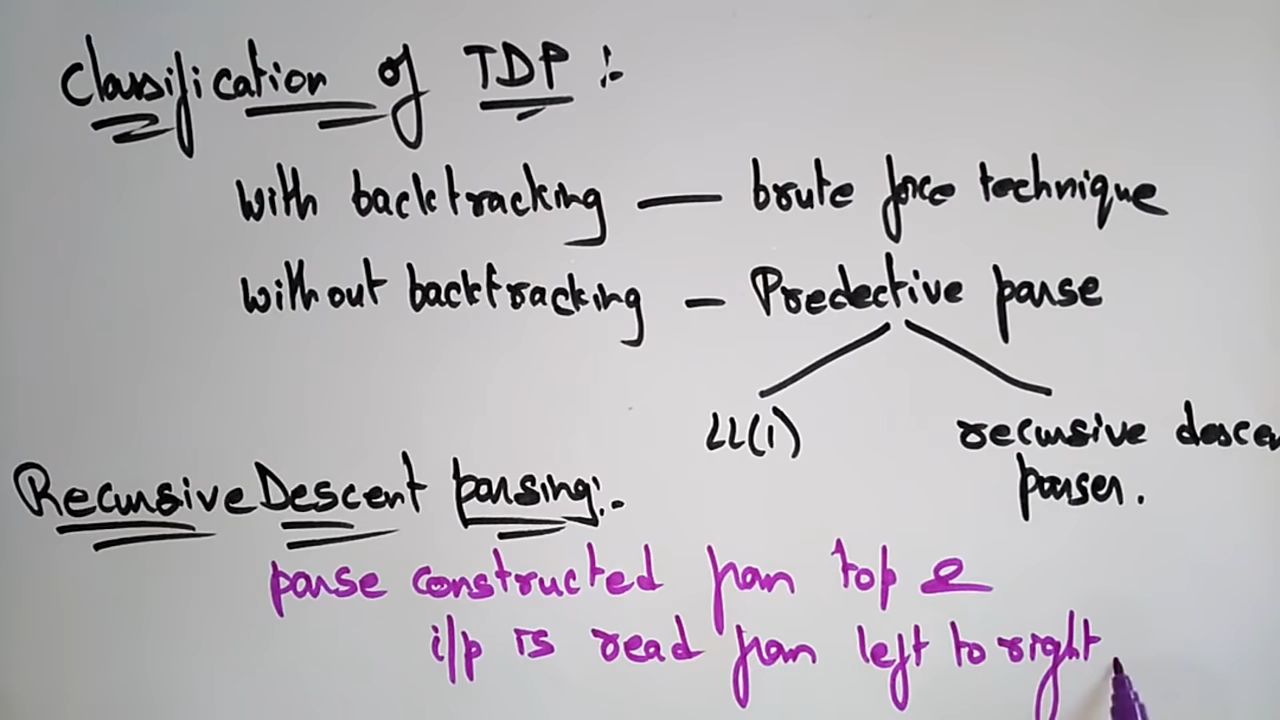 Classification of TDP :-
with backtracking — brute force technique
without backtracking — Predective parse
LL(1) recursive descen
parser.
Recursive Descent parsing:-
parse constructed from top &
i/p is read from left to right